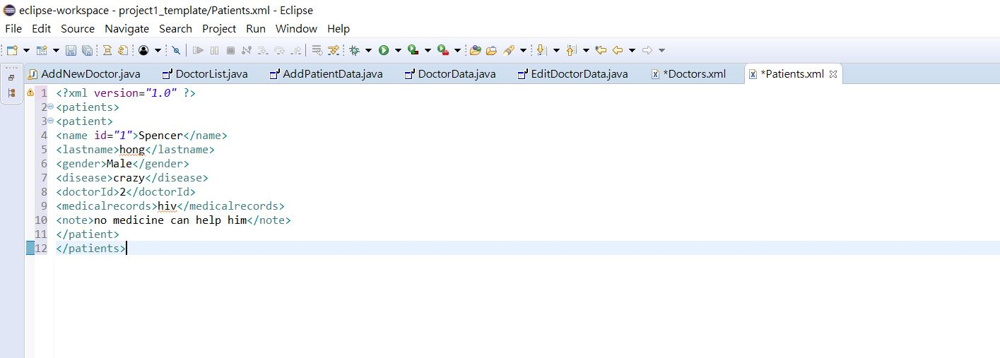 eclipse-workspace - project1_template/Patients.xml - Eclipse
File Edit Source Navigate Search Project Run Window Help
AddNewDoctor.java DoctorList.java AddPatientData.java DoctorData.java EditDoctorData.java *Doctors.xml *Patients.xml
1 <?xml version="1.0" ?>
2 <patients>
3 <patient>
4 <name id="1">Spencer</name>
5 <lastname>hong</lastname>
6 <gender>Male</gender>
7 <disease>crazy</disease>
8 <doctorId>2</doctorId>
9 <medicalrecords>hiv</medicalrecords>
10 <note>no medicine can help him</note>
11 </patient>
12 </patients>